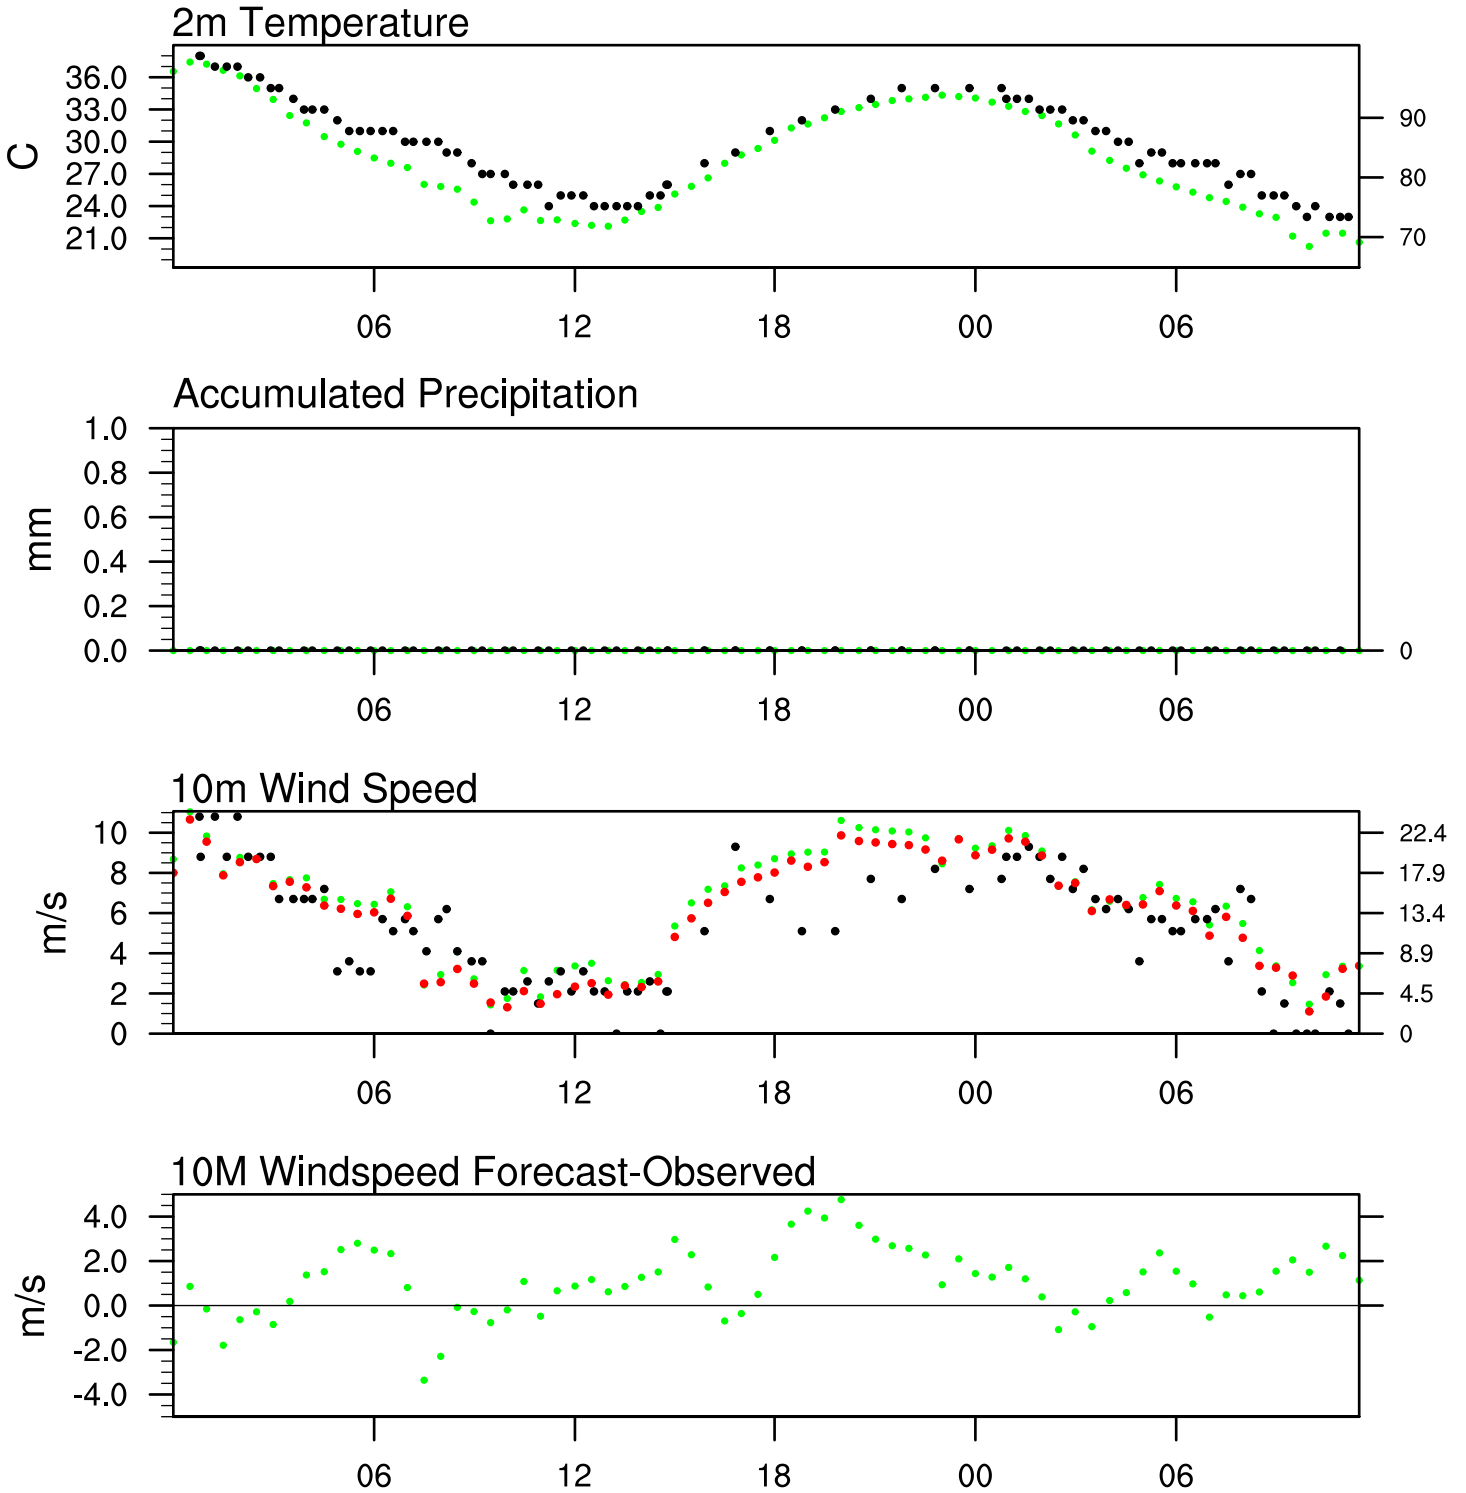 2m Temperature
36.0
33.0
30.0
27.0
24.0
21.0
C
90
80
70
06 12 18 00 06
Accumulated Precipitation
1.0
0.8
0.6
0.4
0.2
0.0
mm
0
06 12 18 00 06
10m Wind Speed
10
8
6
4
2
0
m/s
22.4
17.9
13.4
8.9
4.5
0
06 12 18 00 06
10M Windspeed Forecast-Observed
4.0
2.0
0.0
-2.0
-4.0
m/s
06 12 18 00 06